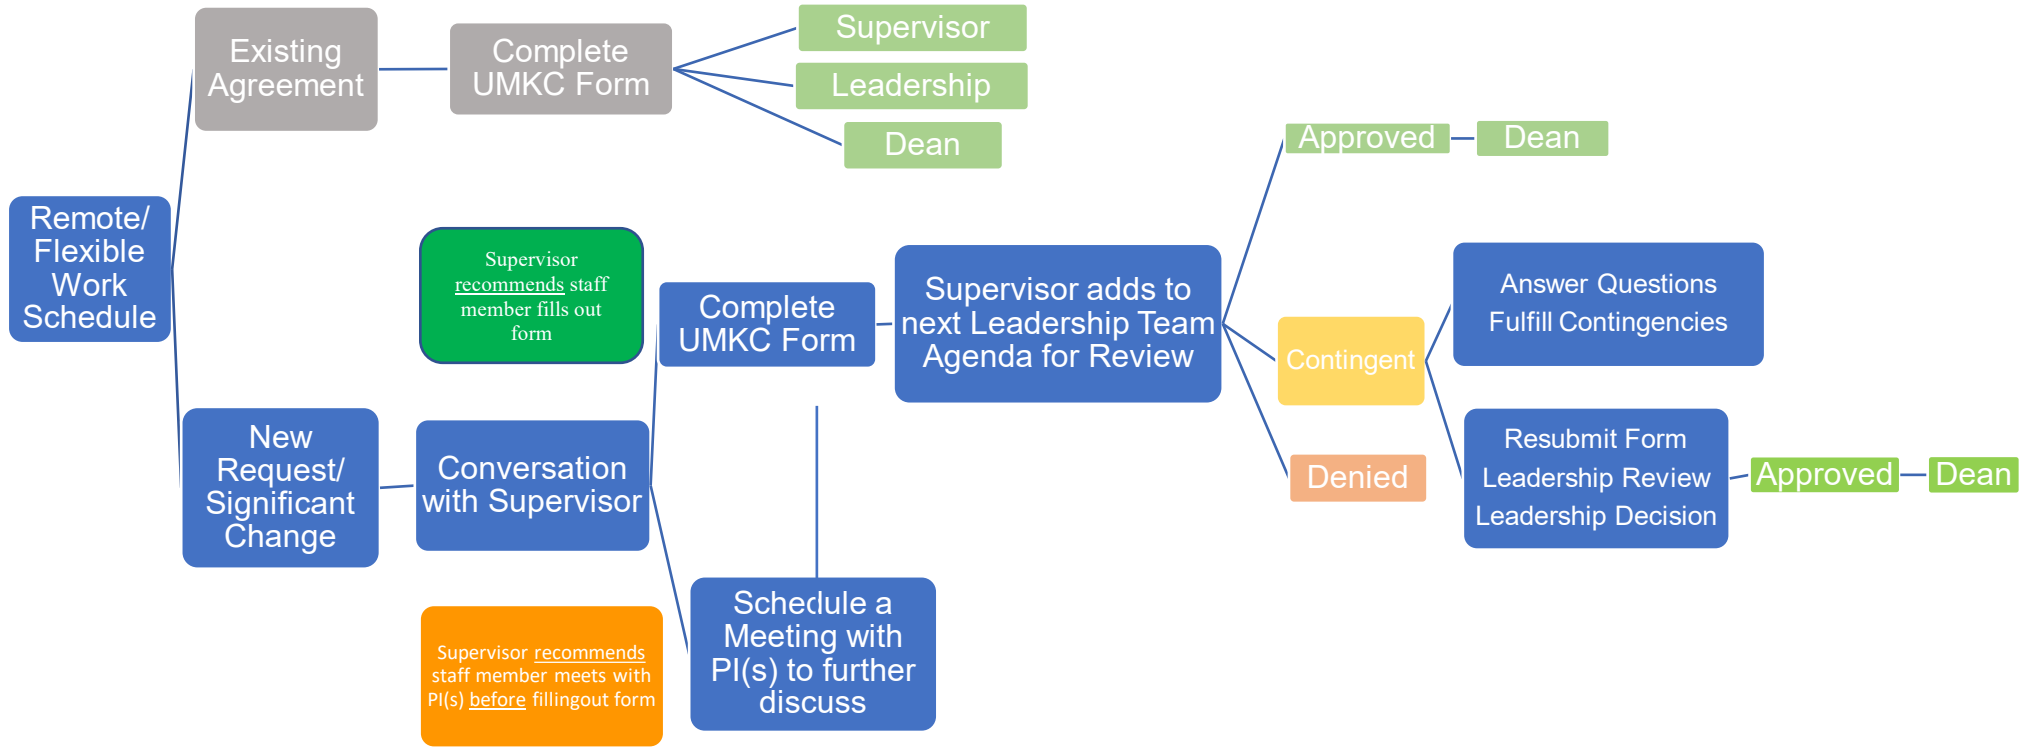 Existing
Agreement
Complete
UMKC Form
Supervisor
Leadership
Dean
Remote/
Flexible
Work
Schedule
New
Request/
Significant
Change
Conversation
with Supervisor
Supervisor
recommends staff
member fills out
form
Supervisor recommends
staff member meets with
PI(s) before fillingout form
Complete
UMKC Form
Schedule a
Meeting with
PI(s) to further
discuss
Supervisor adds to
next Leadership Team
Agenda for Review
Approved
Dean
Contingent
Answer Questions
Fulfill Contingencies
Resubmit Form
Leadership Review
Leadership Decision
Approved
Dean
Denied